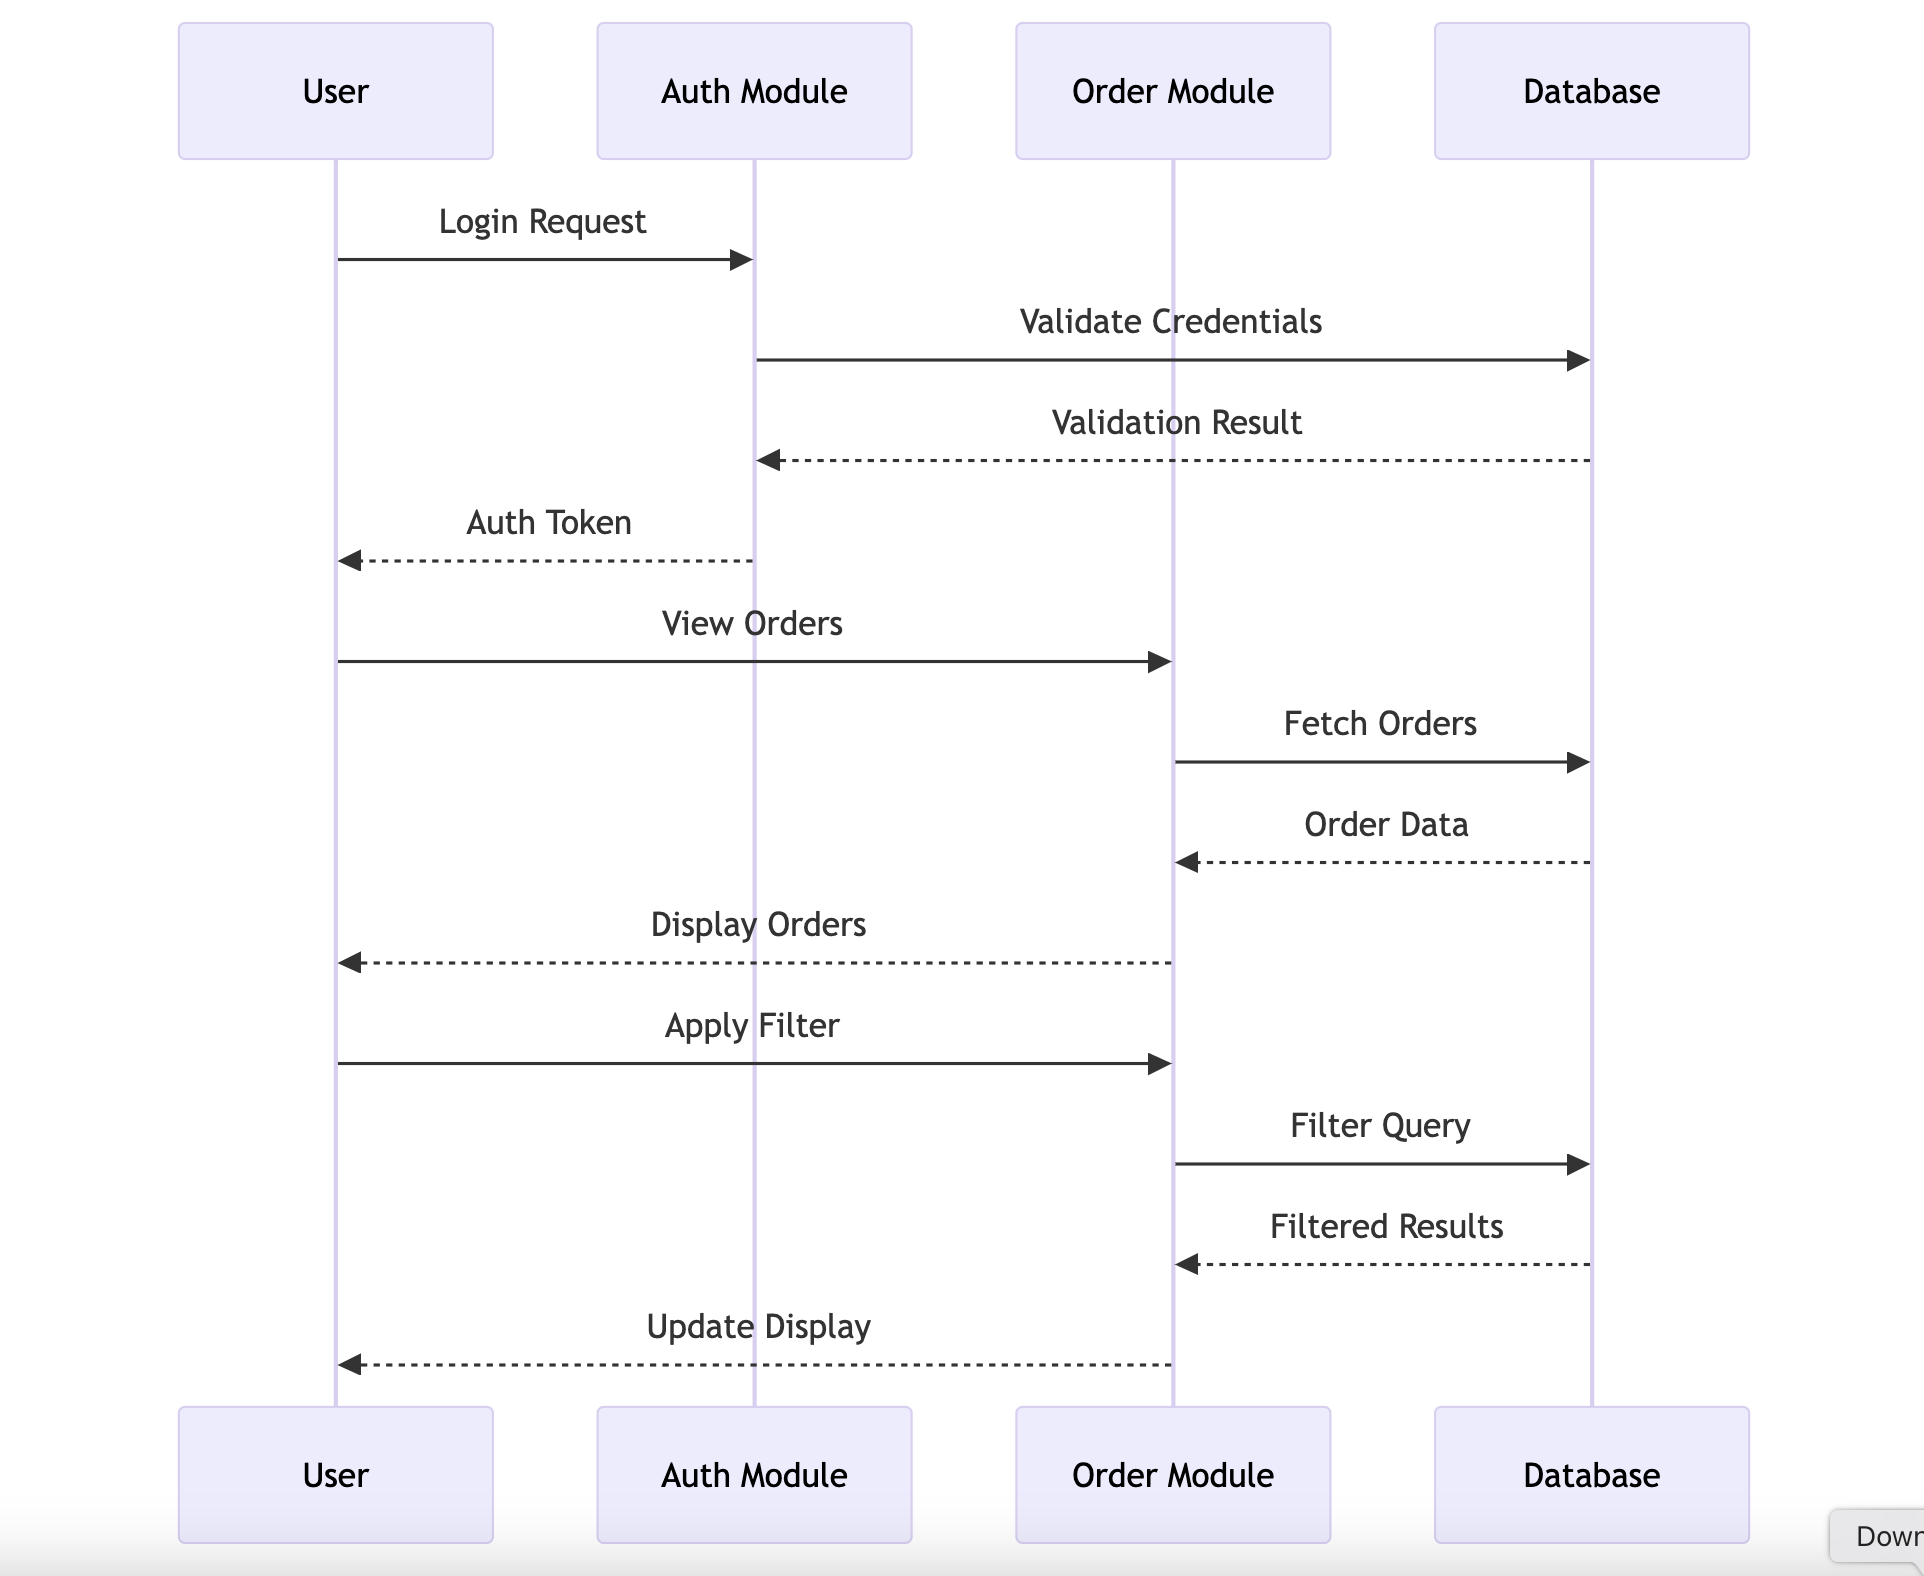 User
Auth Module
Order Module
Database
Login Request
Validate Credentials
Validation Result
Auth Token
View Orders
Fetch Orders
Order Data
Display Orders
Apply Filter
Filter Query
Filtered Results
Update Display
User
Auth Module
Order Module
Database
Down